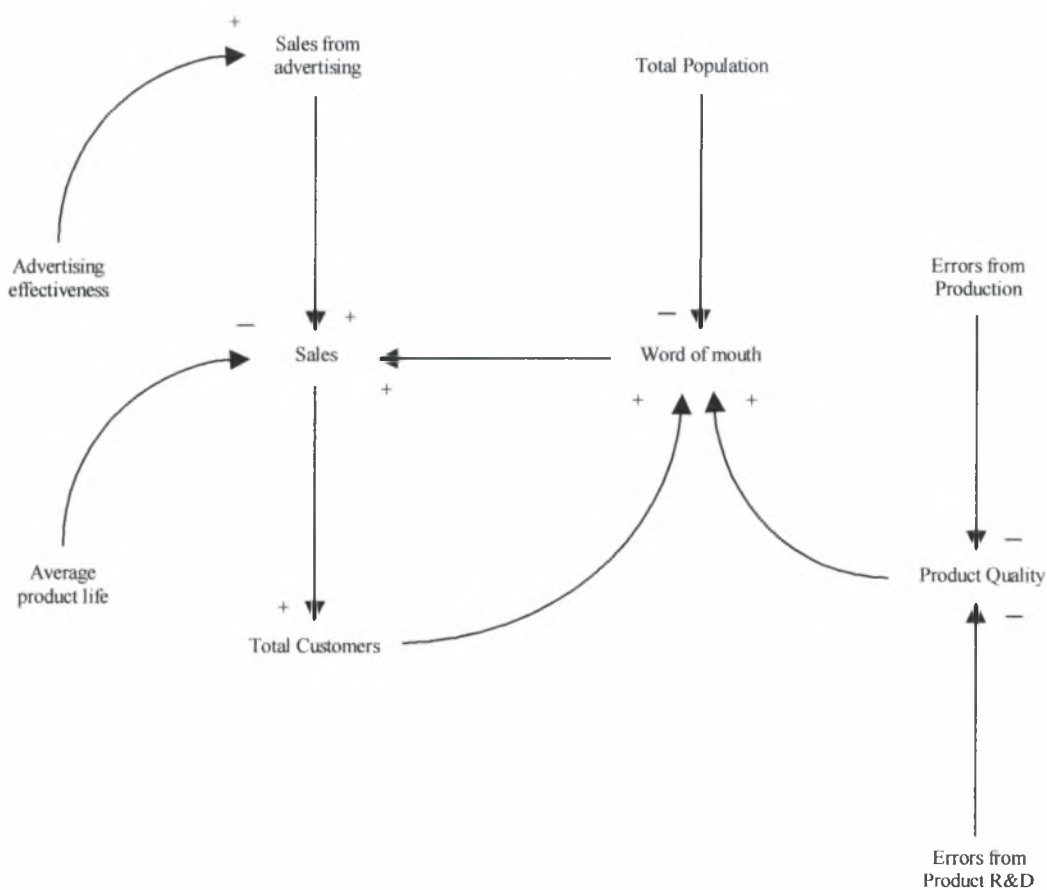 +
Sales from
advertising
Total Population
Advertising
effectiveness
Errors from
Production
−
+
−
Sales
Word of mouth
+
+
+
−
Average
product life
Product Quality
+
−
Total Customers
Errors from
Product R&D